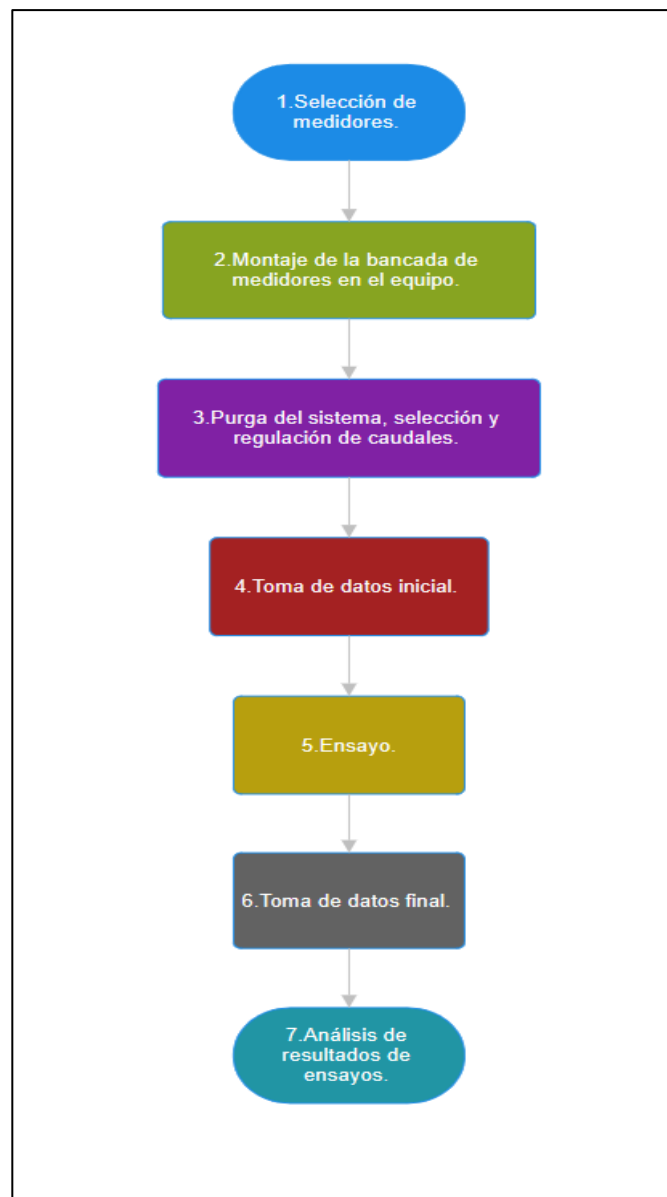 1.Selección de
medidores.
2.Montaje de la bancada de
medidores en el equipo.
3.Purga del sistema, selección y
regulación de caudales.
4.Toma de datos inicial.
5.Ensayo.
6.Toma de datos final.
7.Análisis de
resultados de
ensayos.